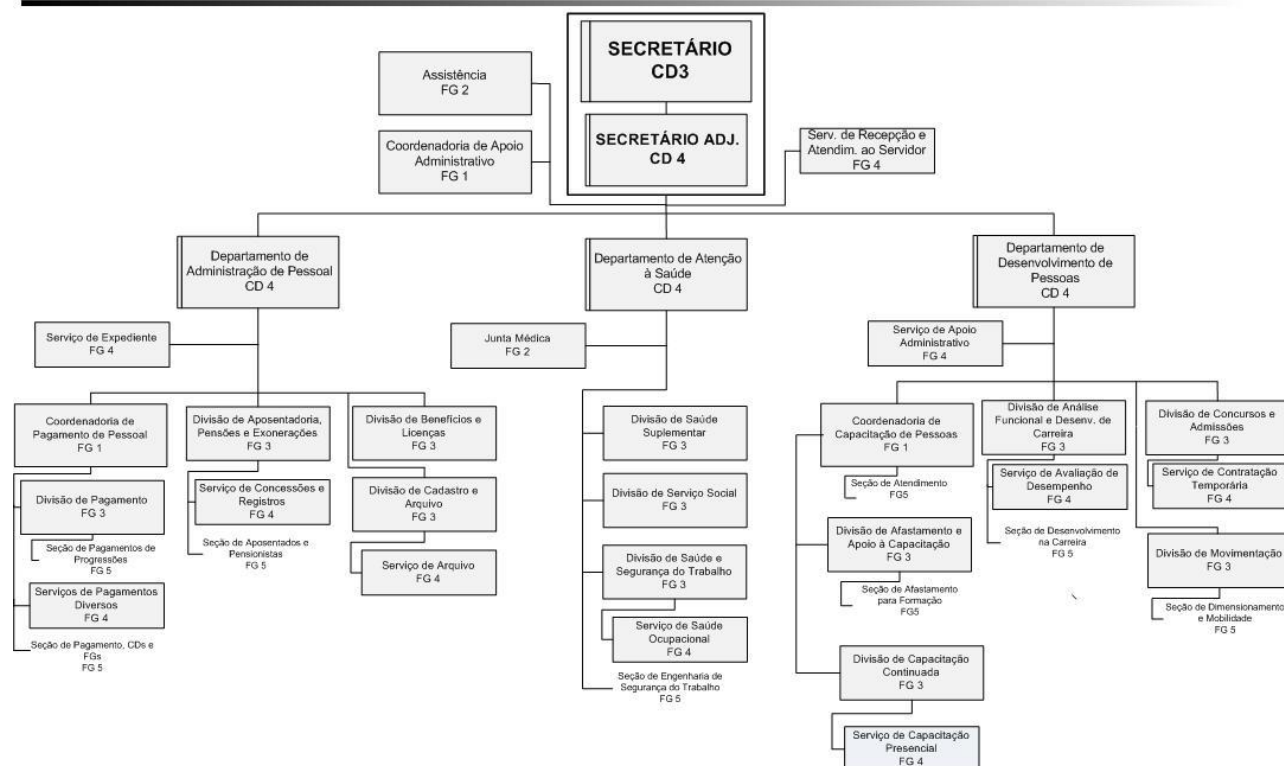 SECRETÁRIO
CD3
Assistência
FG 2
SECRETÁRIO ADJ.
CD 4
Coordenadoria de Apoio
Administrativo
FG 1
Serv. de Recepção e
Atendim. ao Servidor
FG 4
Departamento de
Administração de Pessoal
CD 4
Departamento de Atenção
à Saúde
CD 4
Departamento de
Desenvolvimento de
Pessoas
CD 4
Serviço de Expediente
FG 4
Junta Médica
FG 2
Serviço de Apoio
Administrativo
FG 4
Coordenadoria de
Pagamento de Pessoal
FG 1
Divisão de Pagamento
FG 3
Seção de Pagamentos de
Progressões
FG 5
Serviços de Pagamentos
Diversos
FG 4
Seção de Pagamento, CDs e
FGs
FG 5
Divisão de Aposentadoria,
Pensões e Exonerações
FG 3
Serviço de Concessões e
Registros
FG 4
Seção de Aposentados e
Pensionistas
FG 5
Divisão de Benefícios e
Licenças
FG 3
Divisão de Cadastro e
Arquivo
FG 3
Serviço de Arquivo
FG 4
Divisão de Saúde
Suplementar
FG 3
Divisão de Serviço Social
FG 3
Divisão de Saúde e
Segurança do Trabalho
FG 3
Serviço de Saúde
Ocupacional
FG 4
Seção de Engenharia de
Segurança do Trabalho
FG 5
Coordenadoria de
Capacitação de Pessoas
FG 1
Seção de Atendimento
FG5
Divisão de Afastamento e
Apoio à Capacitação
FG 3
Seção de Afastamento
para Formação
FG5
Divisão de Capacitação
Continuada
FG 3
Serviço de Capacitação
Presencial
FG 4
Divisão de Análise
Funcional e Desenv. de
Carreira
FG 3
Serviço de Avaliação de
Desempenho
FG 4
Seção de Desenvolvimento
na Carreira
FG 5
Divisão de Concursos e
Admissões
FG 3
Serviço de Contratação
Temporária
FG 4
Divisão de Movimentação
FG 3
Seção de Dimensionamento
e Mobilidade
FG 5